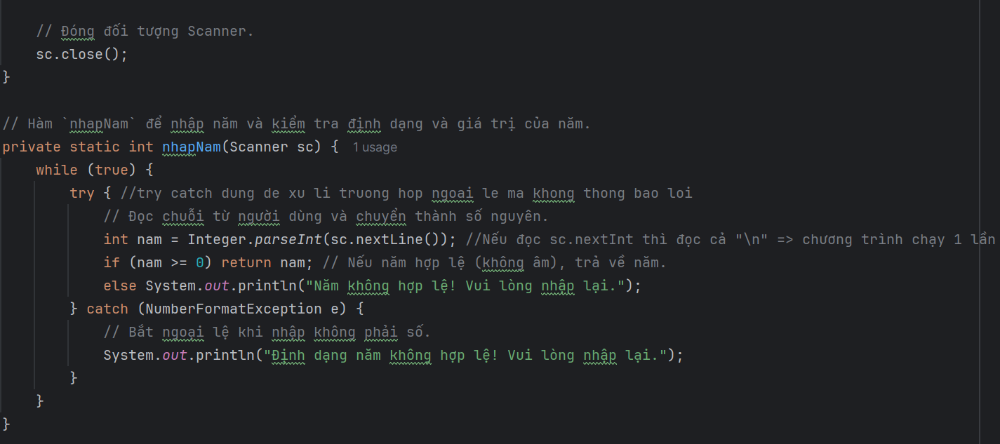 // Đóng đối tượng Scanner.
sc.close();
}
// Hàm `nhapNam` để nhập năm và kiểm tra định dạng và giá trị của năm.
private static int nhapNam(Scanner sc) { 1 usage
while (true) {
try { //try catch dung de xu li truong hop ngoai le ma khong thong bao loi
// Đọc chuỗi từ người dùng và chuyển thành số nguyên.
int nam = Integer.parseInt(sc.nextLine()); //Nếu đọc sc.nextInt thì đọc cả "\n" => chương trình chạy 1 lần
if (nam >= 0) return nam; // Nếu năm hợp lệ (không âm), trả về năm.
else System.out.println("Năm không hợp lệ! Vui lòng nhập lại.");
} catch (NumberFormatException e) {
// Bắt ngoại lệ khi nhập không phải số.
System.out.println("Định dạng năm không hợp lệ! Vui lòng nhập lại.");
}
}
}